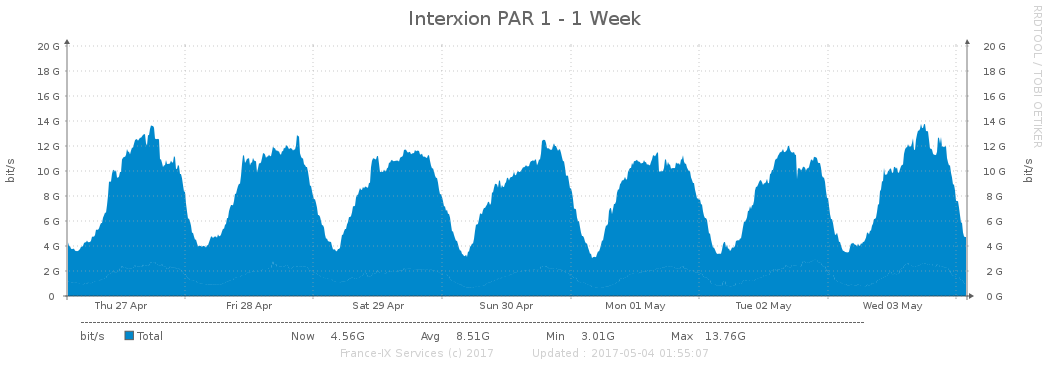 Interxion PAR 1 - 1 Week
RRDTOOL / TOBI OETIKER
20 G 20 G
18 G 18 G
16 G 16 G
14 G 14 G
12 G 12 G
10 G 10 G
8 G 8 G
6 G 6 G
4 G 4 G
2 G 2 G
0 0 G
bit/s bit/s
Thu 27 Apr Fri 28 Apr Sat 29 Apr Sun 30 Apr Mon 01 May Tue 02 May Wed 03 May
bit/s Total Now 4.56G Avg 8.51G Min 3.01G Max 13.76G
France-IX Services (c) 2017 Updated : 2017-05-04 01:55:07